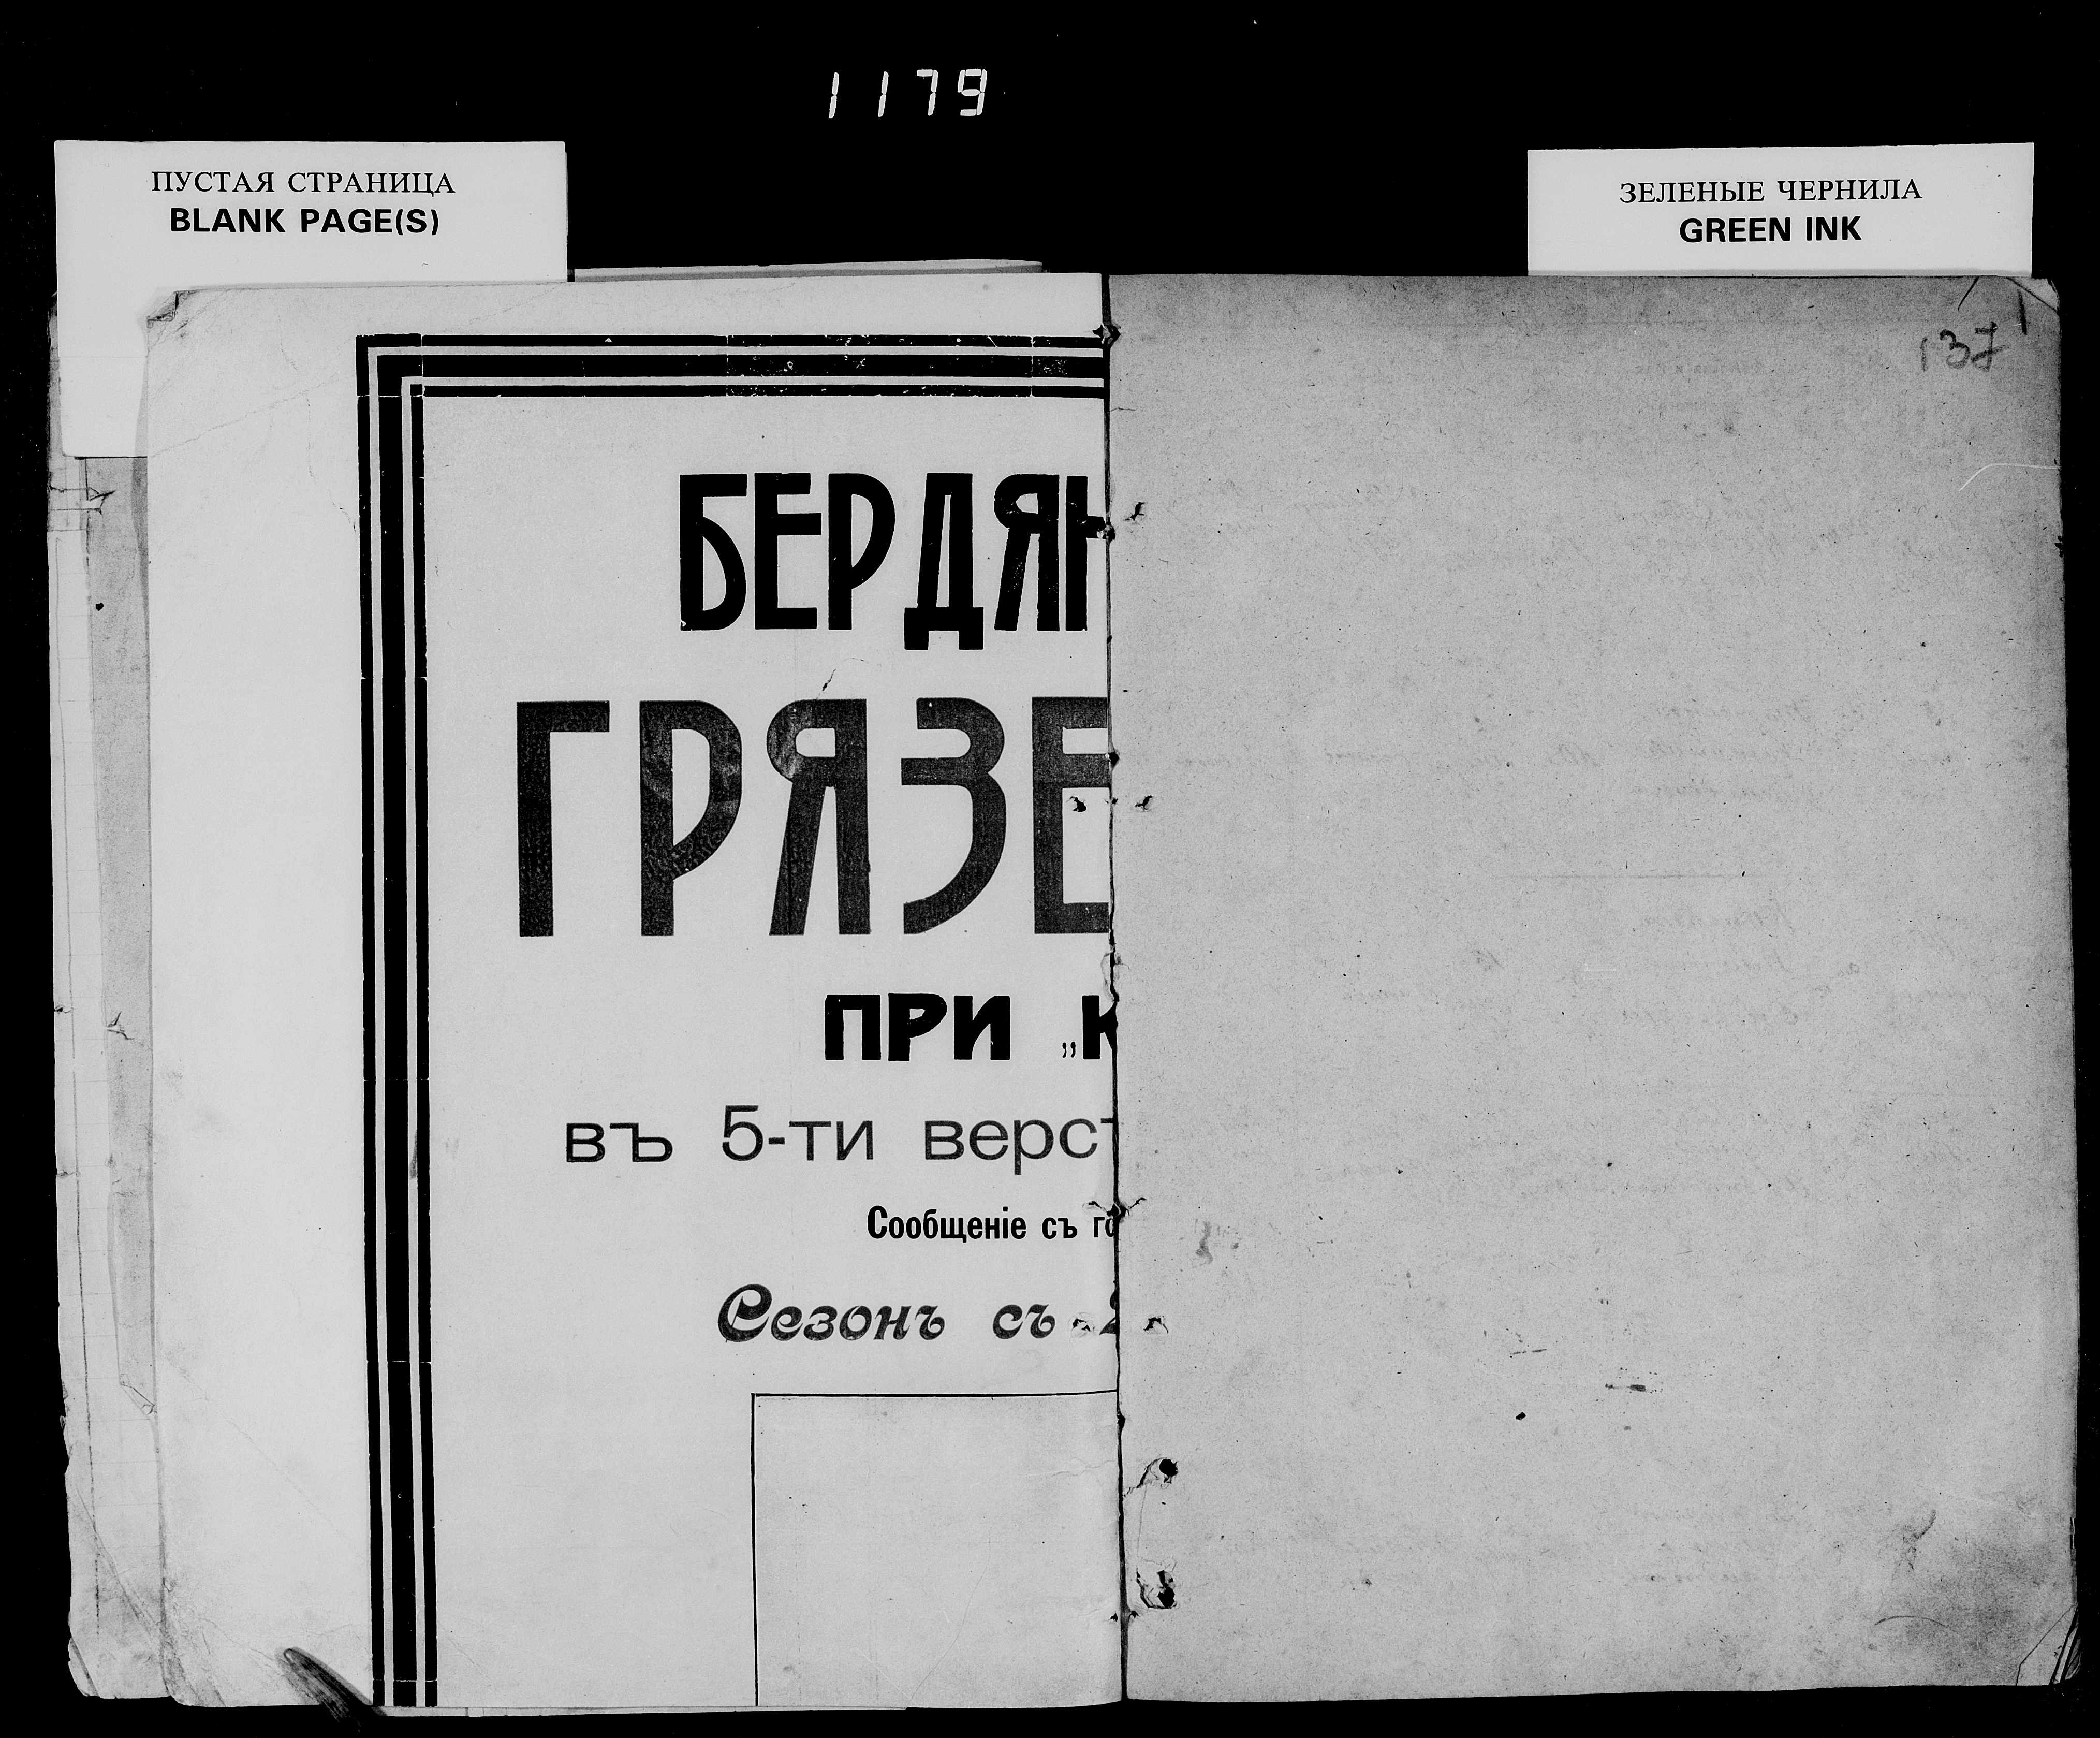 1179
ПУСТАЯ СТРАНИЦА
BLANK PAGE(S)
ЗЕЛЕНЫЕ ЧЕРНИЛА
GREEN INK
БЕРДЯН
ГРЯЗЕ
ПРИ „К
въ 5-ти верст
Сообщеніе съ го
Сезонъ съ 2
137